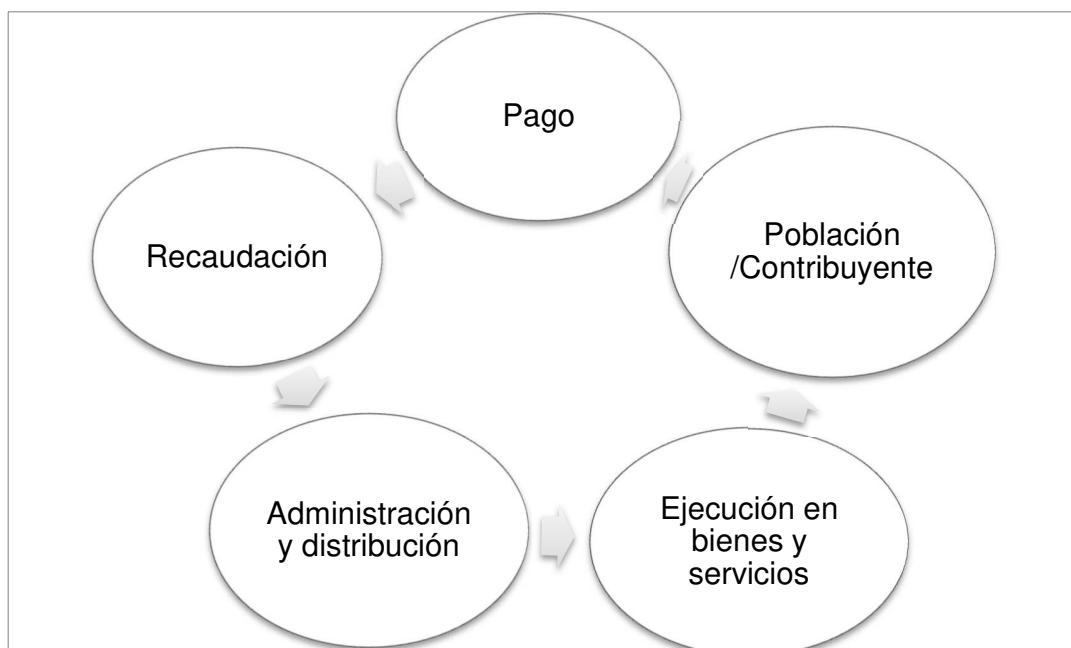 Pago
Población
/Contribuyente
Recaudación
Administración
y distribución
Ejecución en
bienes y
servicios